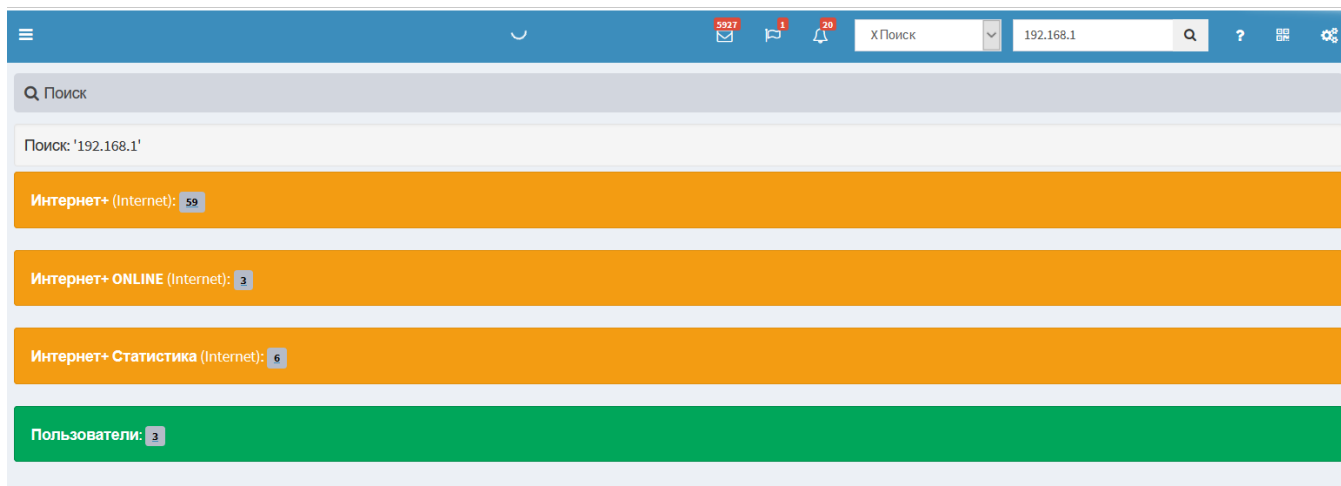 5927 1 20 X Поиск 192.168.1 ?
Поиск
Поиск: '192.168.1'
Интернет+ (Internet): 59
Интернет+ ONLINE (Internet): 3
Интернет+ Статистика (Internet): 6
Пользователи: 3